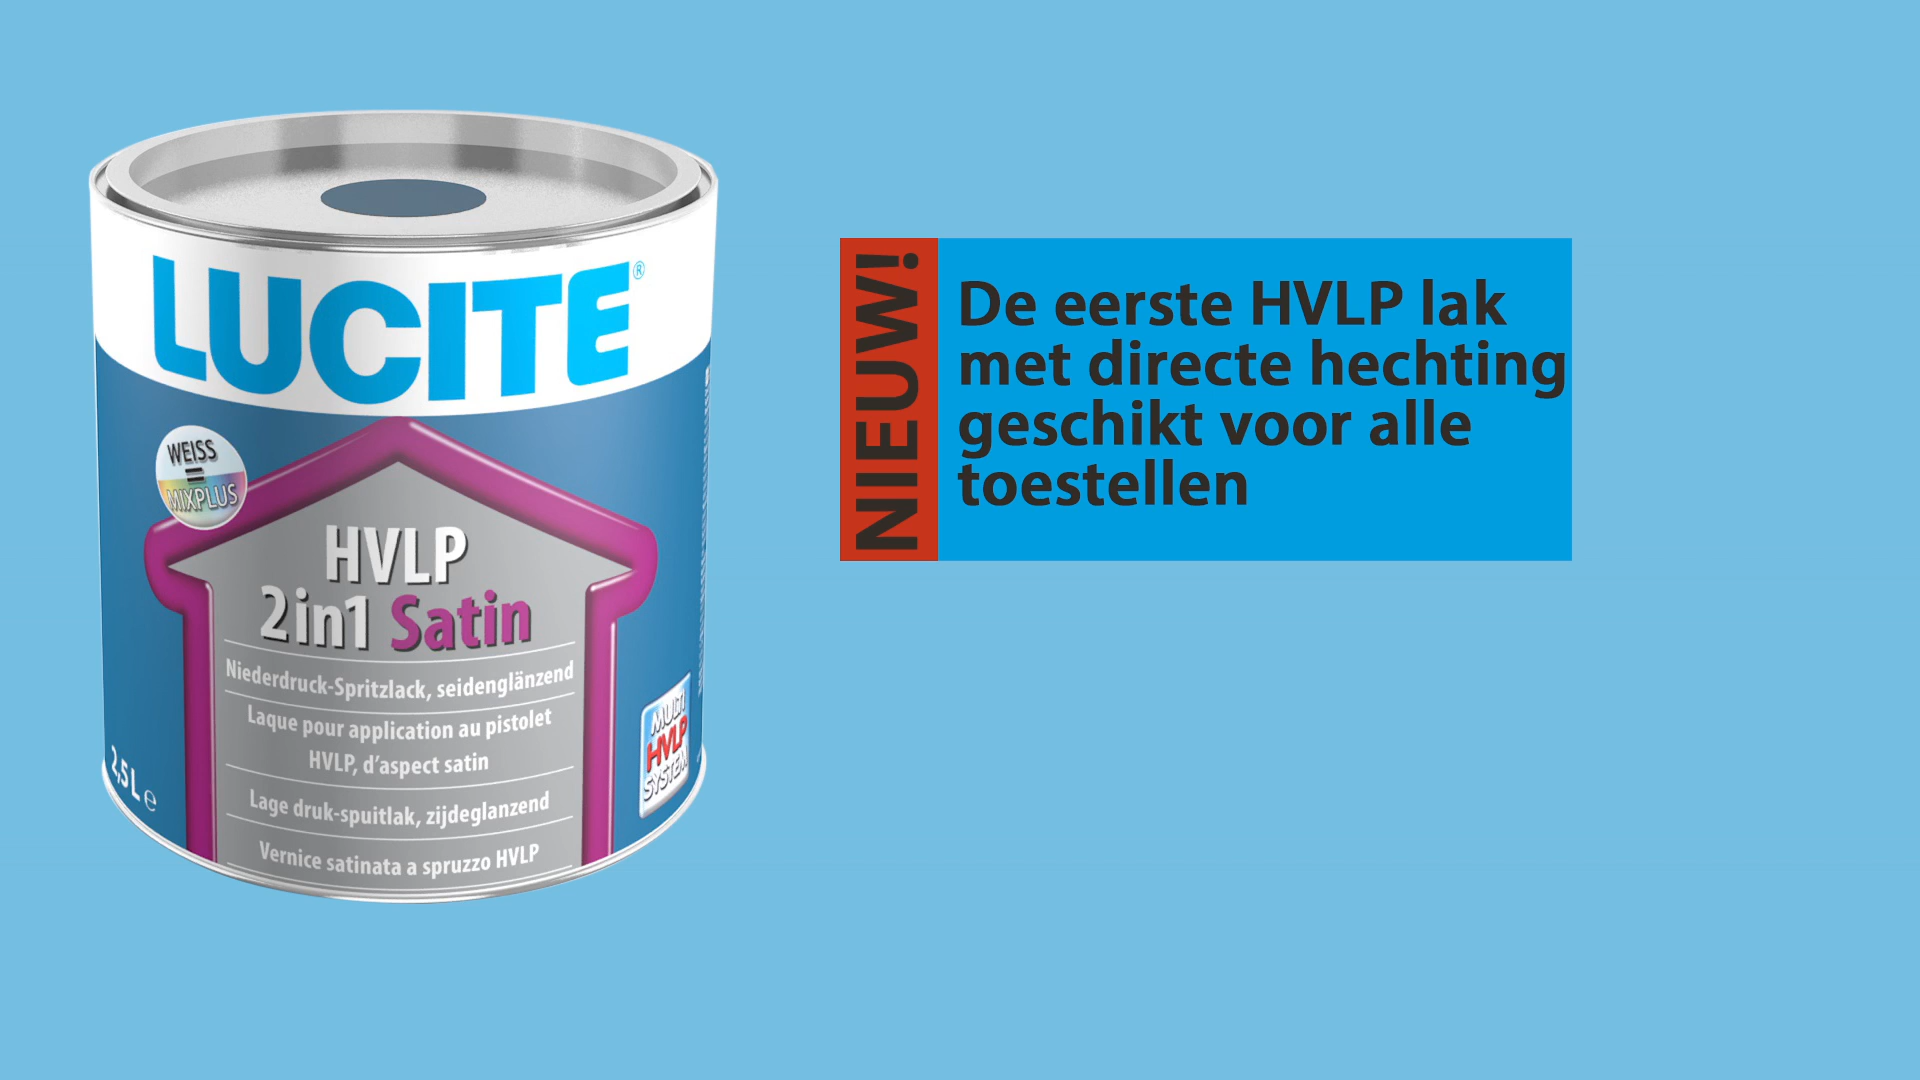 LUCITE®
WEISS
=
MIXPLUS
HVLP
2in1 Satin
Niederdruck-Spritzlack, seidenglänzend
Laque pour application au pistolet
HVLP, d'aspect satin
Lage druk-spuitlak, zijdeglanzend
Vernice satinata a spruzzo HVLP
2,5 L e
MULTI
HVLP
SYSTEM
NIEUW!
De eerste HVLP lak
met directe hechting
geschikt voor alle
toestellen